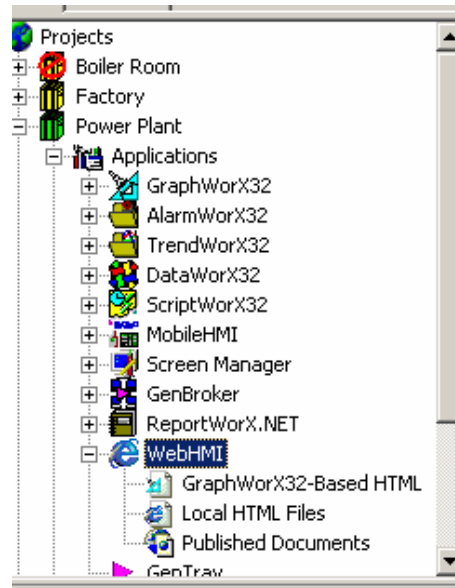 Projects
Boiler Room
Factory
Power Plant
Applications
GraphWorX32
AlarmWorX32
TrendWorX32
DataWorX32
ScriptWorX32
MobileHMI
Screen Manager
GenBroker
ReportWorX.NET
WebHMI
GraphWorX32-Based HTML
Local HTML Files
Published Documents
GenTray